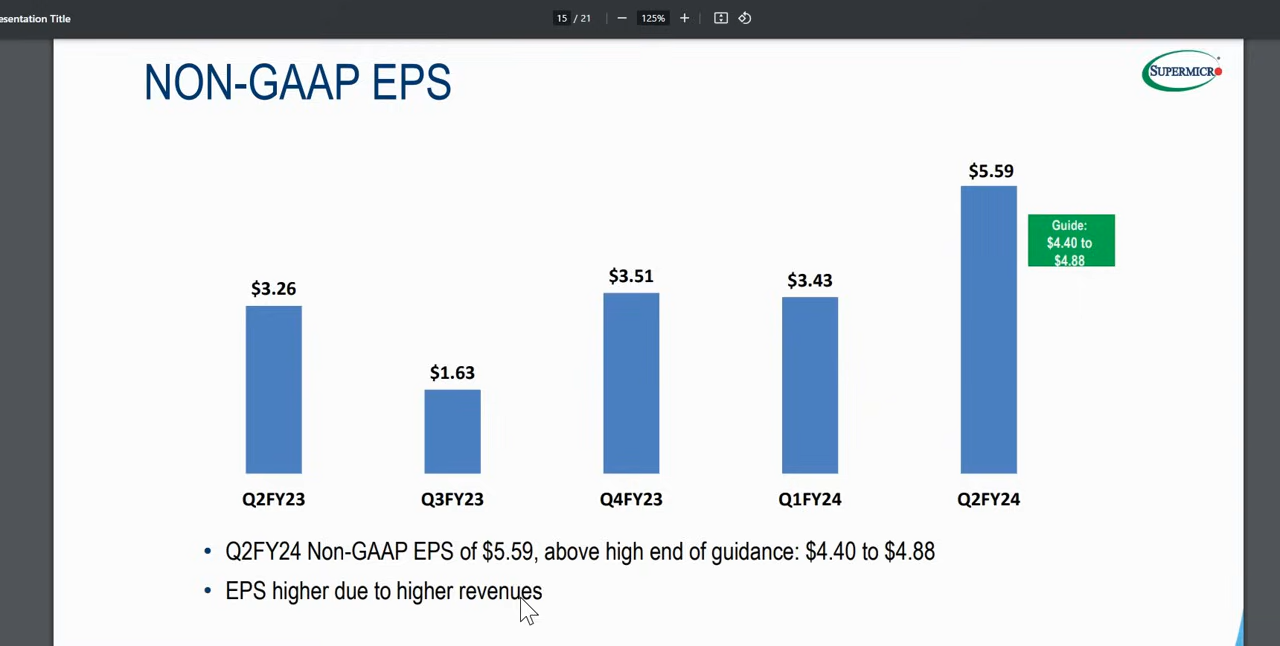 esentation Title
15 / 21
125%
NON-GAAP EPS
SUPERMICR
$5.59
Guide:
$4.40 to
$4.88
$3.26
$1.63
$3.51
$3.43
Q2FY23
Q3FY23
Q4FY23
Q1FY24
Q2FY24
• Q2FY24 Non-GAAP EPS of $5.59, above high end of guidance: $4.40 to $4.88
• EPS higher due to higher revenues